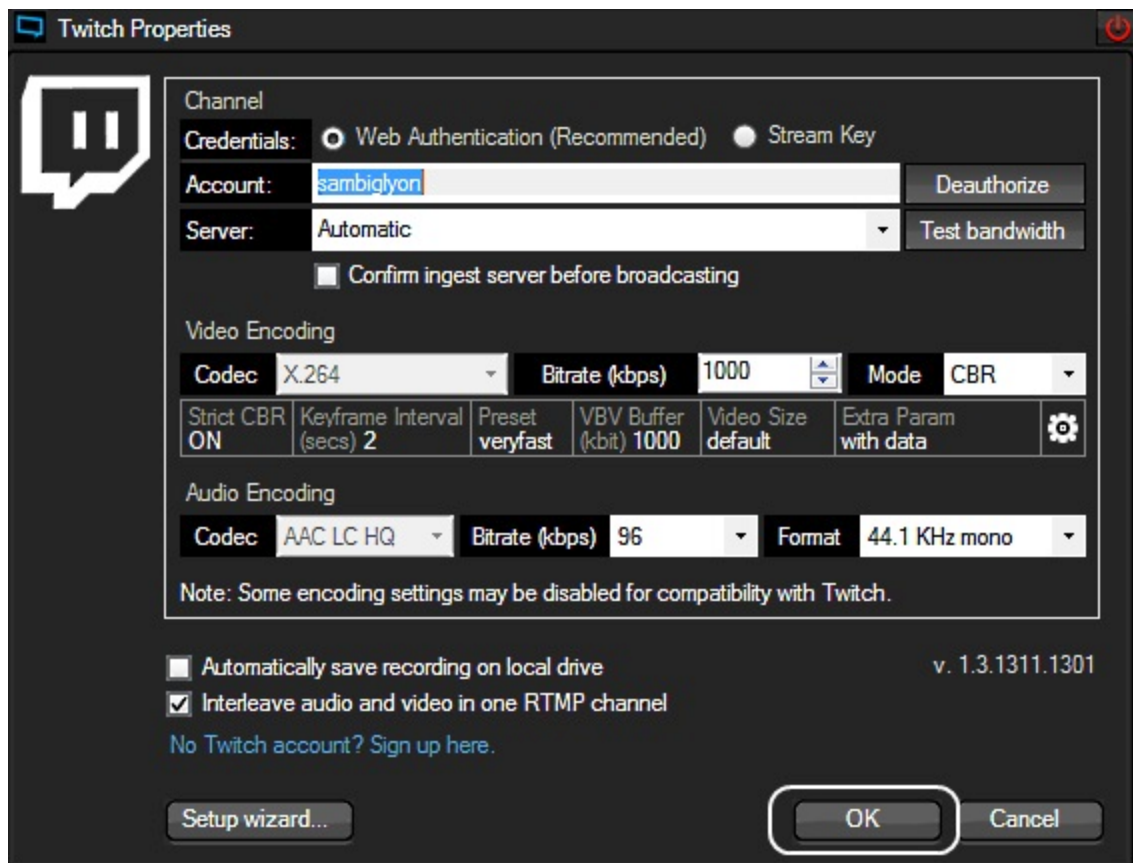 Twitch Properties
Channel
Credentials: Web Authentication (Recommended) Stream Key
Account: sambiglyon Deauthorize
Server: Automatic Test bandwidth
Confirm ingest server before broadcasting
Video Encoding
Codec X.264 Bitrate (kbps) 1000 Mode CBR
Strict CBR Keyframe Interval Preset VBV Buffer Video Size Extra Param
ON (secs) 2 veryfast (kbit) 1000 default with data
Audio Encoding
Codec AAC LC HQ Bitrate (kbps) 96 Format 44.1 KHz mono
Note: Some encoding settings may be disabled for compatibility with Twitch.
Automatically save recording on local drive v. 1.3.1311.1301
Interleave audio and video in one RTMP channel
No Twitch account? Sign up here.
Setup wizard... OK Cancel